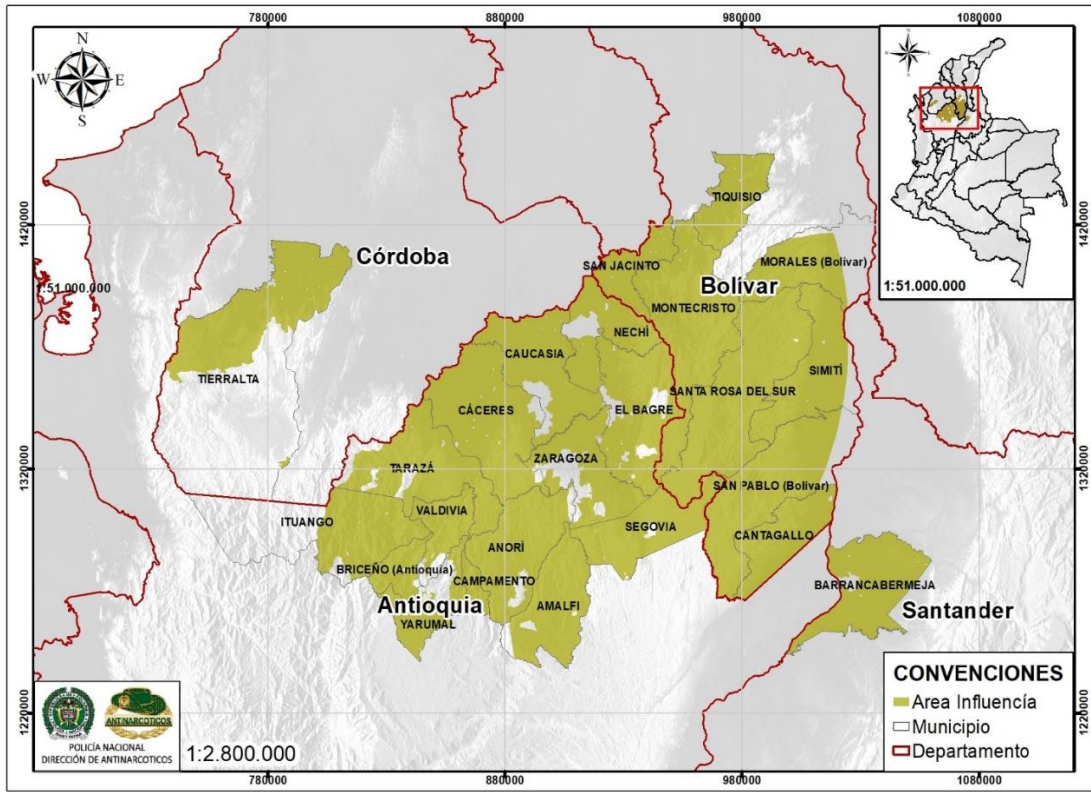 780000
880000
980000
1080000
N
W
E
S
N
W
E
S
1420000
1420000
TIQUISIO
Córdoba
SAN JACINTO
MORALES (Bolívar)
Bolívar
1:51.000.000
1:51.000.000
MONTECRISTO
NECHÍ
CAUCASIA
TIERRALTA
SIMITÍ
SANTA ROSA DEL SUR
CÁCERES
EL BAGRE
1320000
ZARAGOZA
1320000
TARAZÁ
SAN PABLO (Bolívar)
VALDIVIA
ITUANGO
SEGOVIA
CANTAGALLO
ANORÍ
BRICEÑO (Antioquia)
CAMPAMENTO
BARRANCABERMEJA
Antioquia
AMALFI
Santander
YARUMAL
CONVENCIONES
Area Influencía
Municipio
Departamento
1220000
1220000
ANTINARCOTICOS
POLICÍA NACIONAL
DIRECCIÓN DE ANTINARCOTICOS
1:2.800.000
780000
880000
980000
1080000